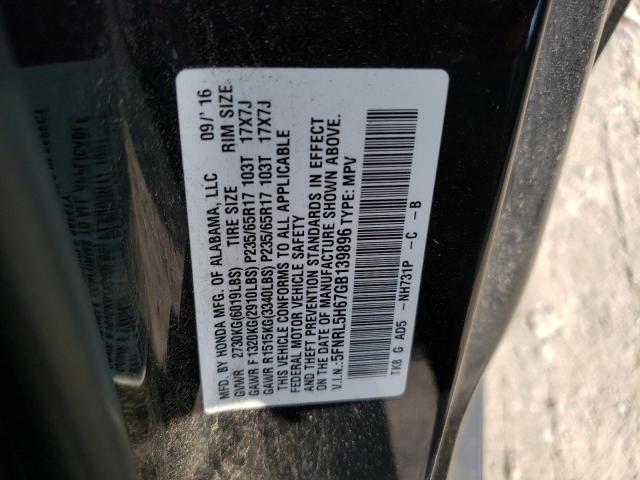 MFD. BY HONDA MFG. OF ALABAMA, LLC 09/' 16
GVWR 2730KG(6019LBS) TIRE SIZE RIM SIZE
GAWR F1320KG(2910LBS) P235/65R17 103T 17X7J
GAWR R1515KG(3340LBS) P235/65R17 103T 17X7J
THIS VEHICLE CONFORMS TO ALL APPLICABLE
FEDERAL MOTOR VEHICLE SAFETY
AND THEFT PREVENTION STANDARDS IN EFFECT
ON THE DATE OF MANUFACTURE SHOWN ABOVE.
V.I.N.:5FNRL5H67GB139896 TYPE: MPV
TK8 G AD5 -NH731P -C -B